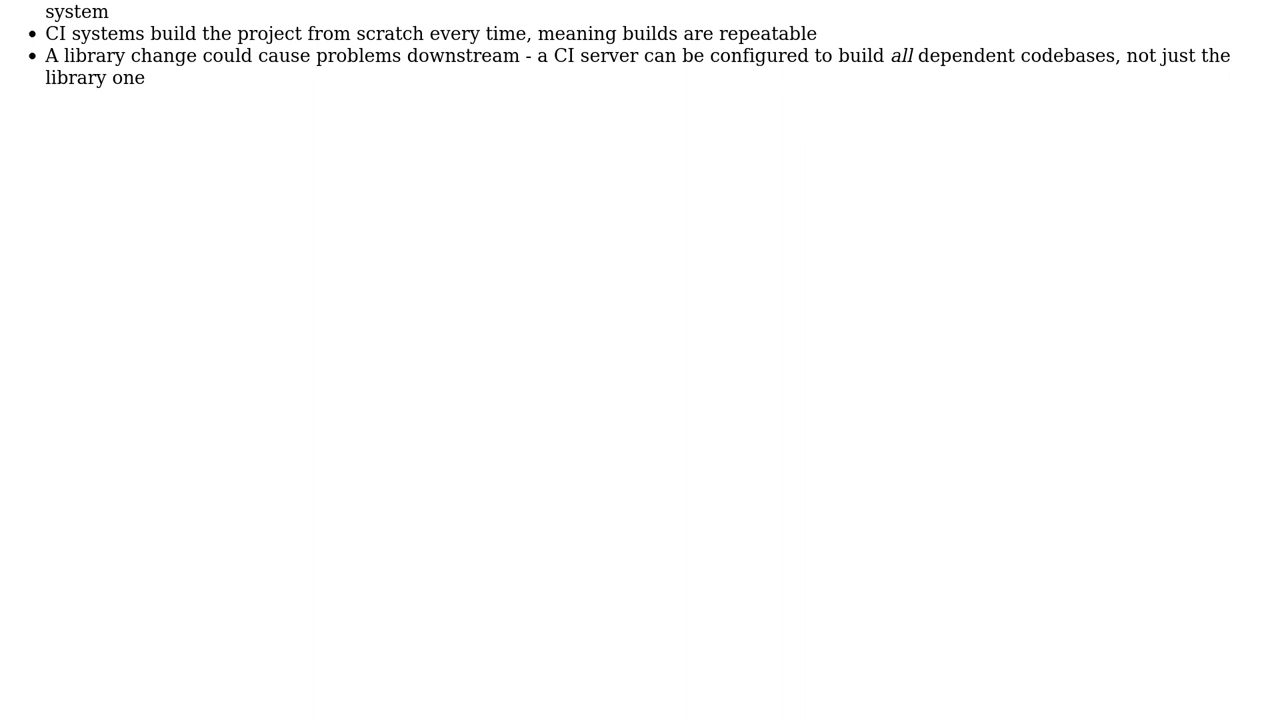 system
• CI systems build the project from scratch every time, meaning builds are repeatable
• A library change could cause problems downstream - a CI server can be configured to build all dependent codebases, not just the
library one